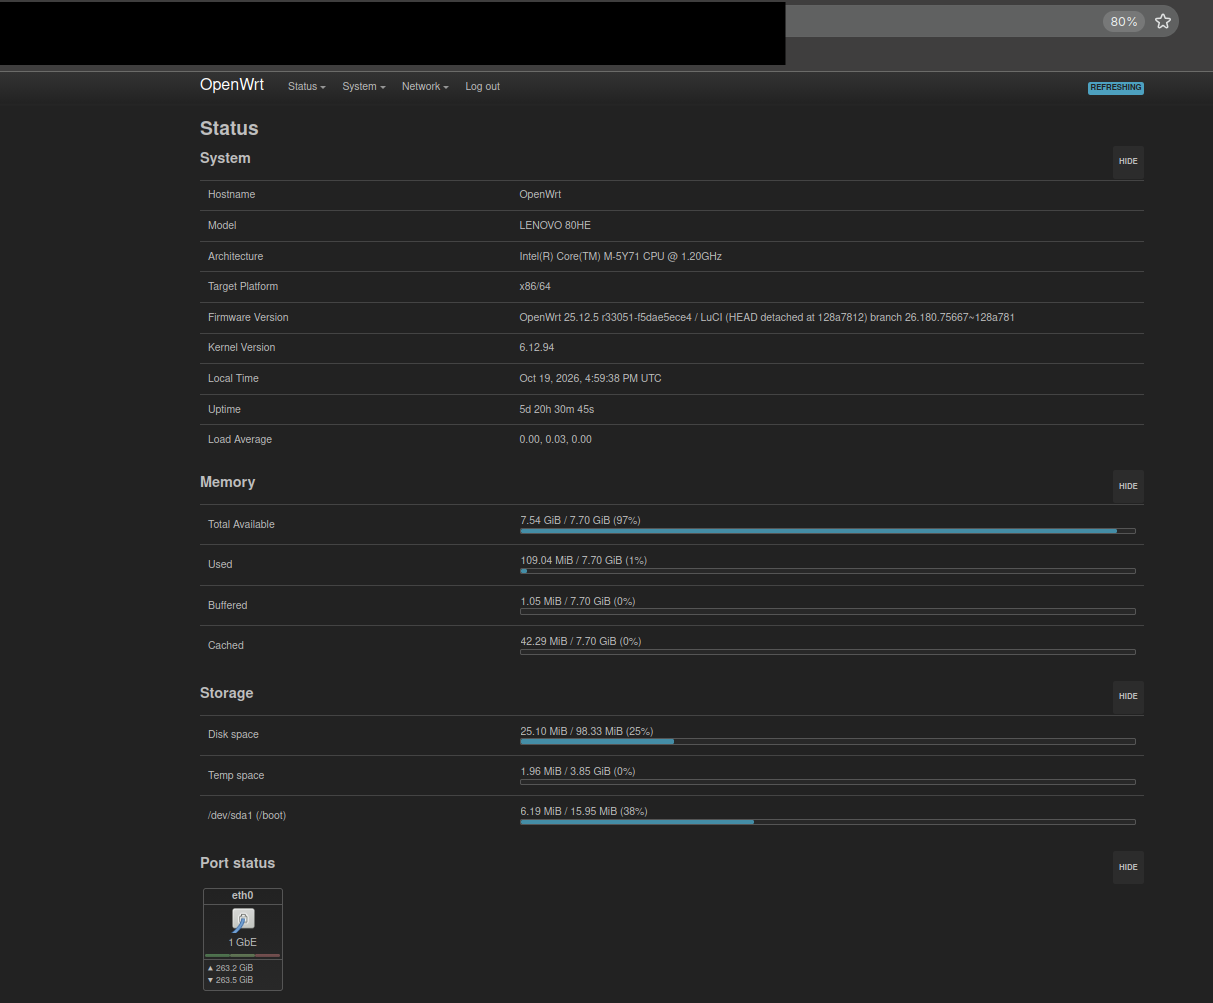 80%
OpenWrt Status System Network Log out REFRESHING
Status
System HIDE
Hostname OpenWrt
Model LENOVO 80HE
Architecture Intel(R) Core(TM) M-5Y71 CPU @ 1.20GHz
Target Platform x86/64
Firmware Version OpenWrt 25.12.5 r33051-f5dae5ece4 / LuCI (HEAD detached at 128a7812) branch 26.180.75667~128a781
Kernel Version 6.12.94
Local Time Oct 19, 2026, 4:59:38 PM UTC
Uptime 5d 20h 30m 45s
Load Average 0.00, 0.03, 0.00
Memory HIDE
Total Available 7.54 GiB / 7.70 GiB (97%)
Used 109.04 MiB / 7.70 GiB (1%)
Buffered 1.05 MiB / 7.70 GiB (0%)
Cached 42.29 MiB / 7.70 GiB (0%)
Storage HIDE
Disk space 25.10 MiB / 98.33 MiB (25%)
Temp space 1.96 MiB / 3.85 GiB (0%)
/dev/sda1 (/boot) 6.19 MiB / 15.95 MiB (38%)
Port status HIDE
eth0
1 GbE
▲ 263.2 GiB
▼ 263.5 GiB